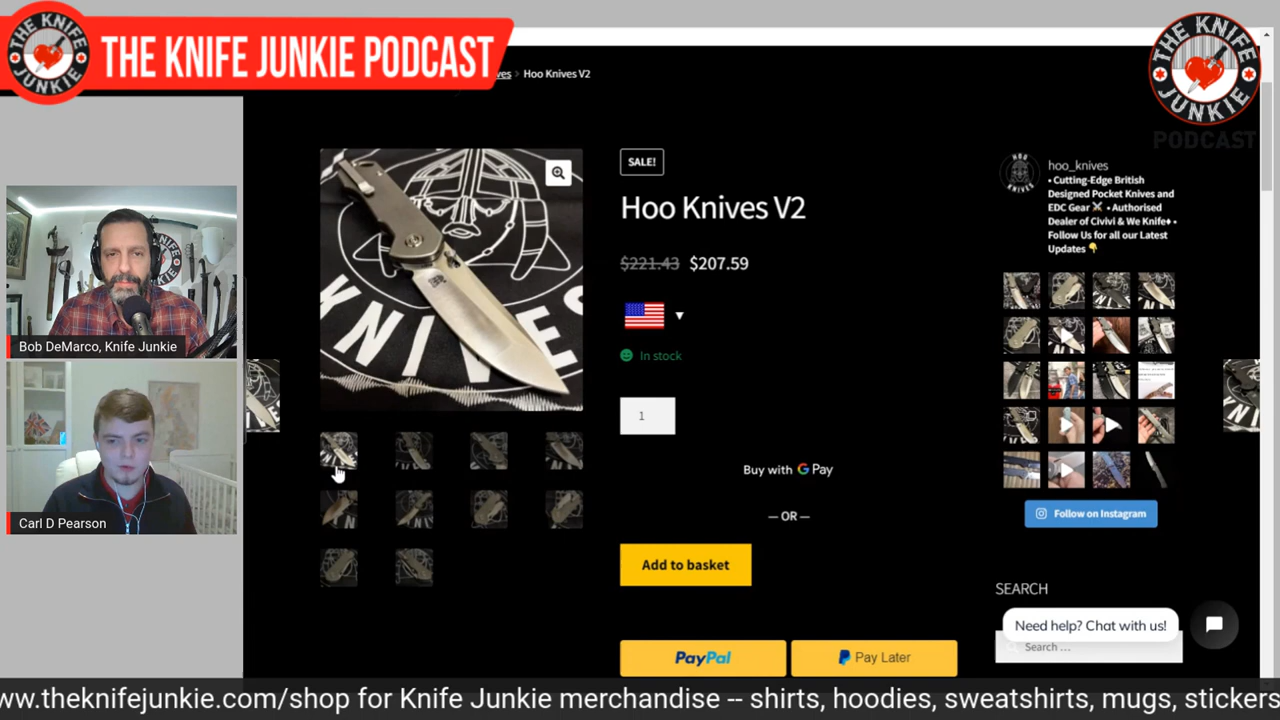 THE KNIFE JUNKIE
THE KNIFE JUNKIE PODCAST
THE KNIFE JUNKIE
PODCAST
Hoo Knives V2
KNIVES
SALE!
Hoo Knives V2
$221.43 $207.59
In stock
1
Buy with G Pay
— OR —
Add to basket
PayPal
Pay Later
HOO KNIVES
hoo_knives
• Cutting-Edge British
Designed Pocket Knives and
EDC Gear ⚔ • Authorised
Dealer of Civivi & We Knife♦ •
Follow Us for all our Latest
Updates 👇
Follow on Instagram
SEARCH
Need help? Chat with us!
Search …
Bob DeMarco, Knife Junkie
Carl D Pearson
www.theknifejunkie.com/shop for Knife Junkie merchandise -- shirts, hoodies, sweatshirts, mugs, stickers